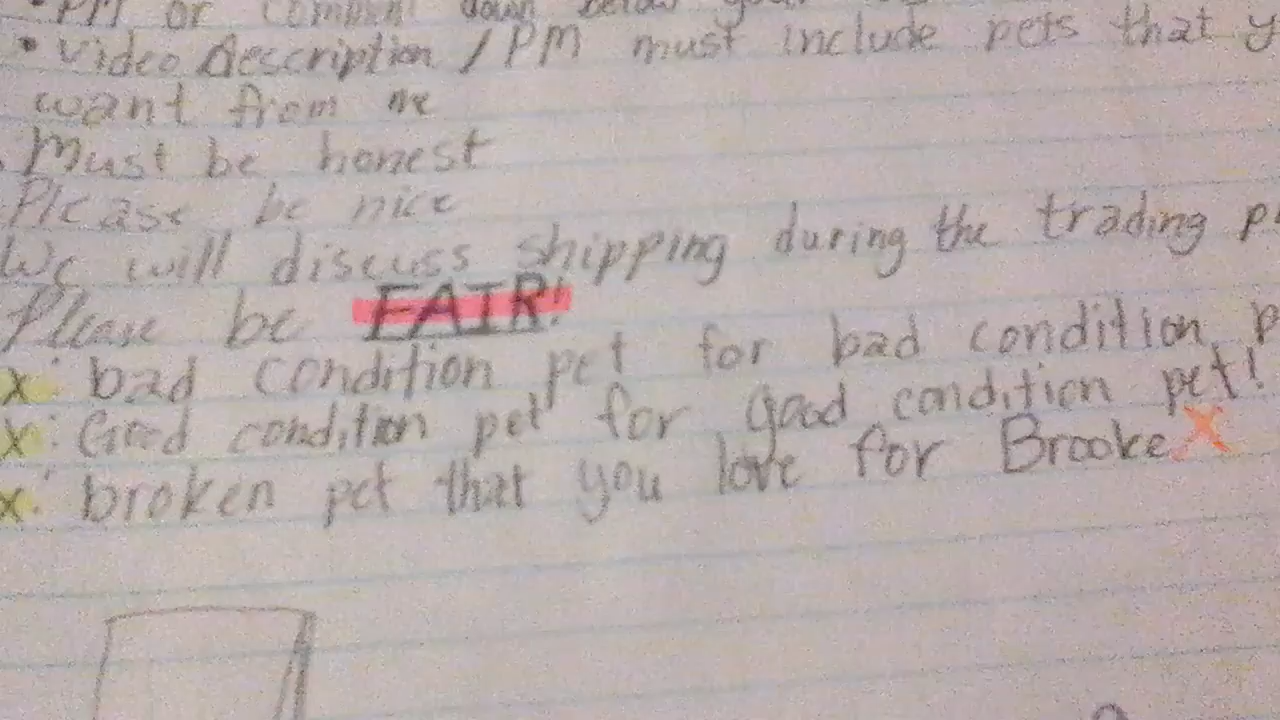 • PM or comment down below your
• Video Description / PM must include pets that y
want from me
. Must be honest
Please be nice
We will discuss shipping during the trading p
Please be FAIR!
x· bad condition pet for bad condition p
x· Good condition pet for good condition pet!
x· broken pet that you love for Brooke x